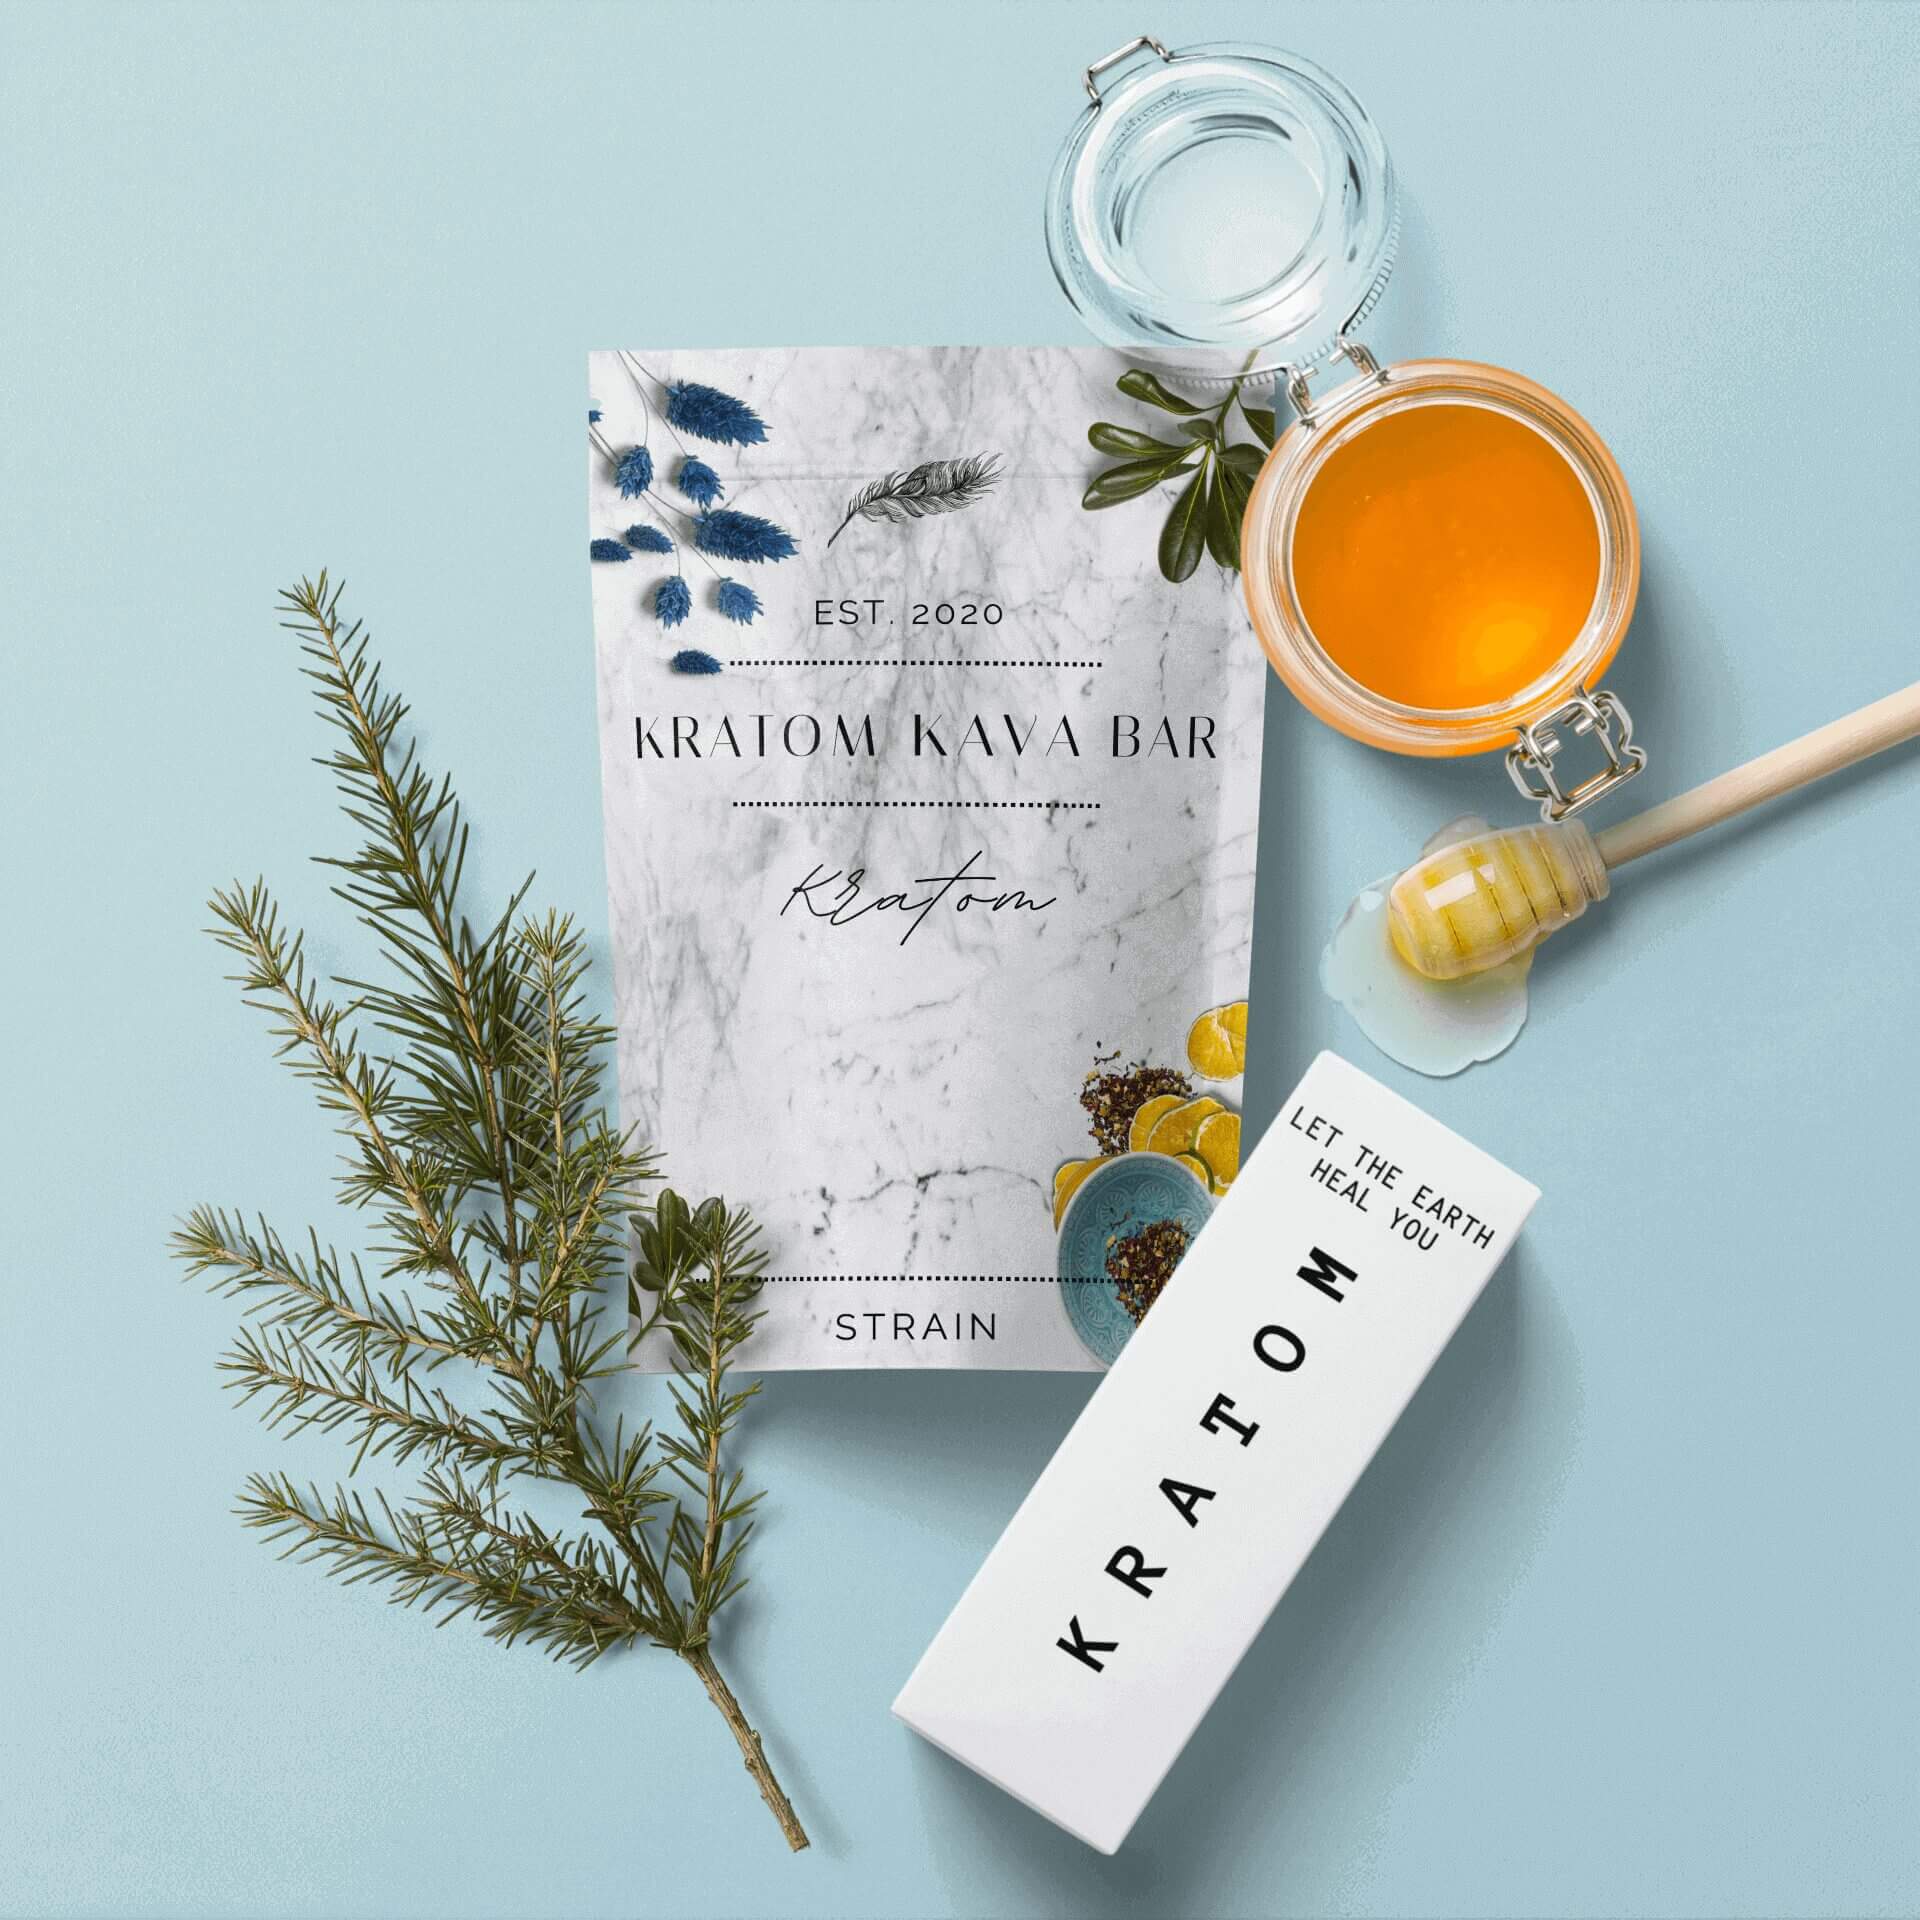 EST. 2020
KRATOM KAVA BAR
Kratom
STRAIN
LET THE EARTH
HEAL YOU
KRATOM